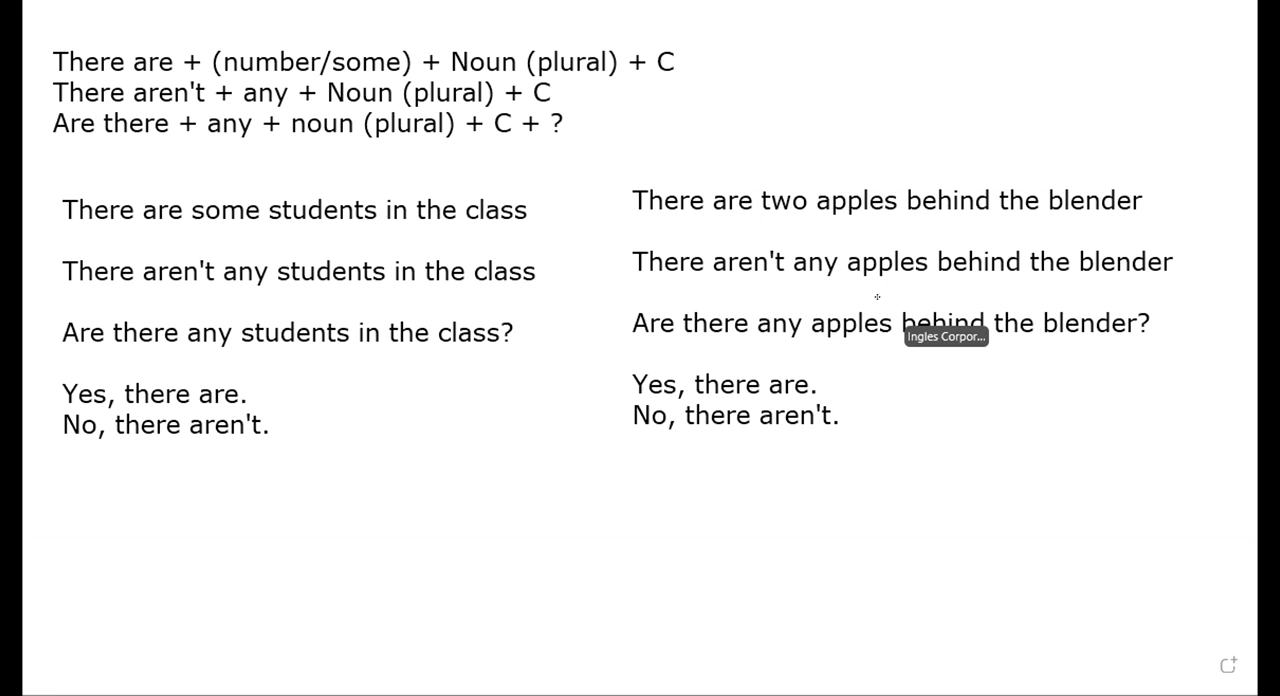 There are + (number/some) + Noun (plural) + C
There aren't + any + Noun (plural) + C
Are there + any + noun (plural) + C + ?
There are some students in the class
There aren't any students in the class
Are there any students in the class?
Yes, there are.
No, there aren't.
There are two apples behind the blender
There aren't any apples behind the blender
Are there any apples behind the blender?
Ingles Corpor...
Yes, there are.
No, there aren't.